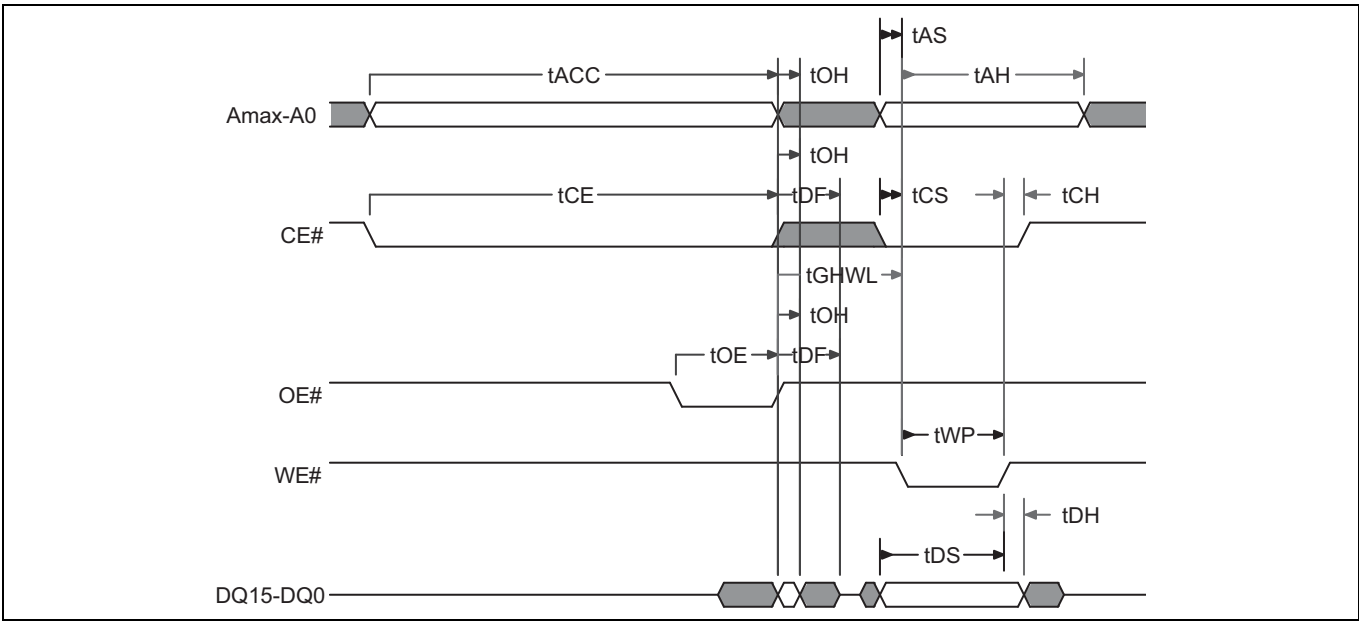 tAS
tACC tOH tAH
Amax-A0
tOH
tCE tDF tCS tCH
CE#
tGHWL
tOH
tOE tDF
OE#
tWP
WE#
tDH
tDS
DQ15-DQ0